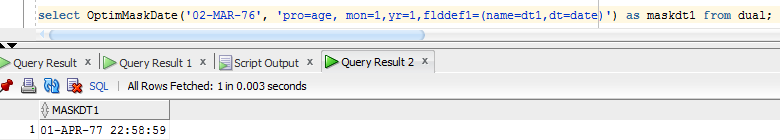 select OptimMaskDate('02-MAR-76', 'pro=age, mon=1,yr=1,flddef1=(name=dt1,dt=date)') as maskdt1 from dual;
Query Result x Query Result 1 x Script Output x Query Result 2 x
SQL | All Rows Fetched: 1 in 0.003 seconds
MASKDT1
1 01-APR-77 22:58:59